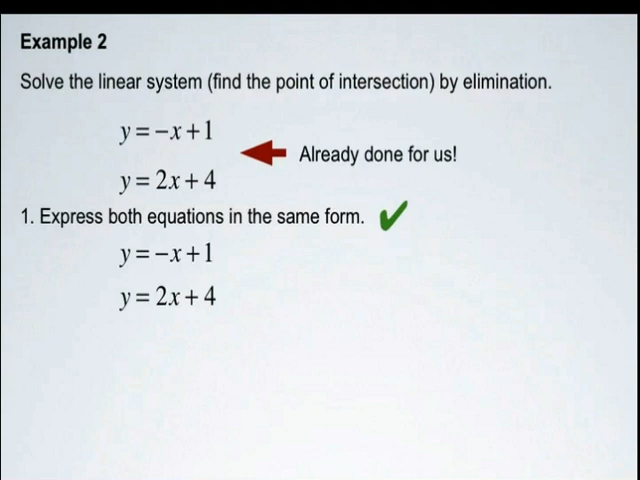 Example 2
Solve the linear system (find the point of intersection) by elimination.
y = −x + 1
Already done for us!
y = 2x + 4
1. Express both equations in the same form.
y = −x + 1
y = 2x + 4